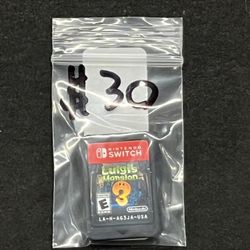 30
NINTENDO
SWITCH
Luigi's
Mansion
3
E
LA-H-AG3JA-USA